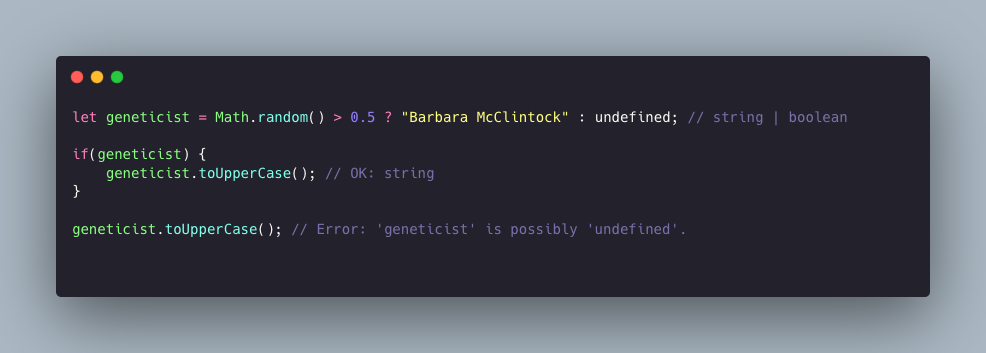 let geneticist = Math.random() > 0.5 ? "Barbara McClintock" : undefined; // string | boolean
if(geneticist) {
    geneticist.toUpperCase(); // OK: string
}
geneticist.toUpperCase(); // Error: 'geneticist' is possibly 'undefined'.